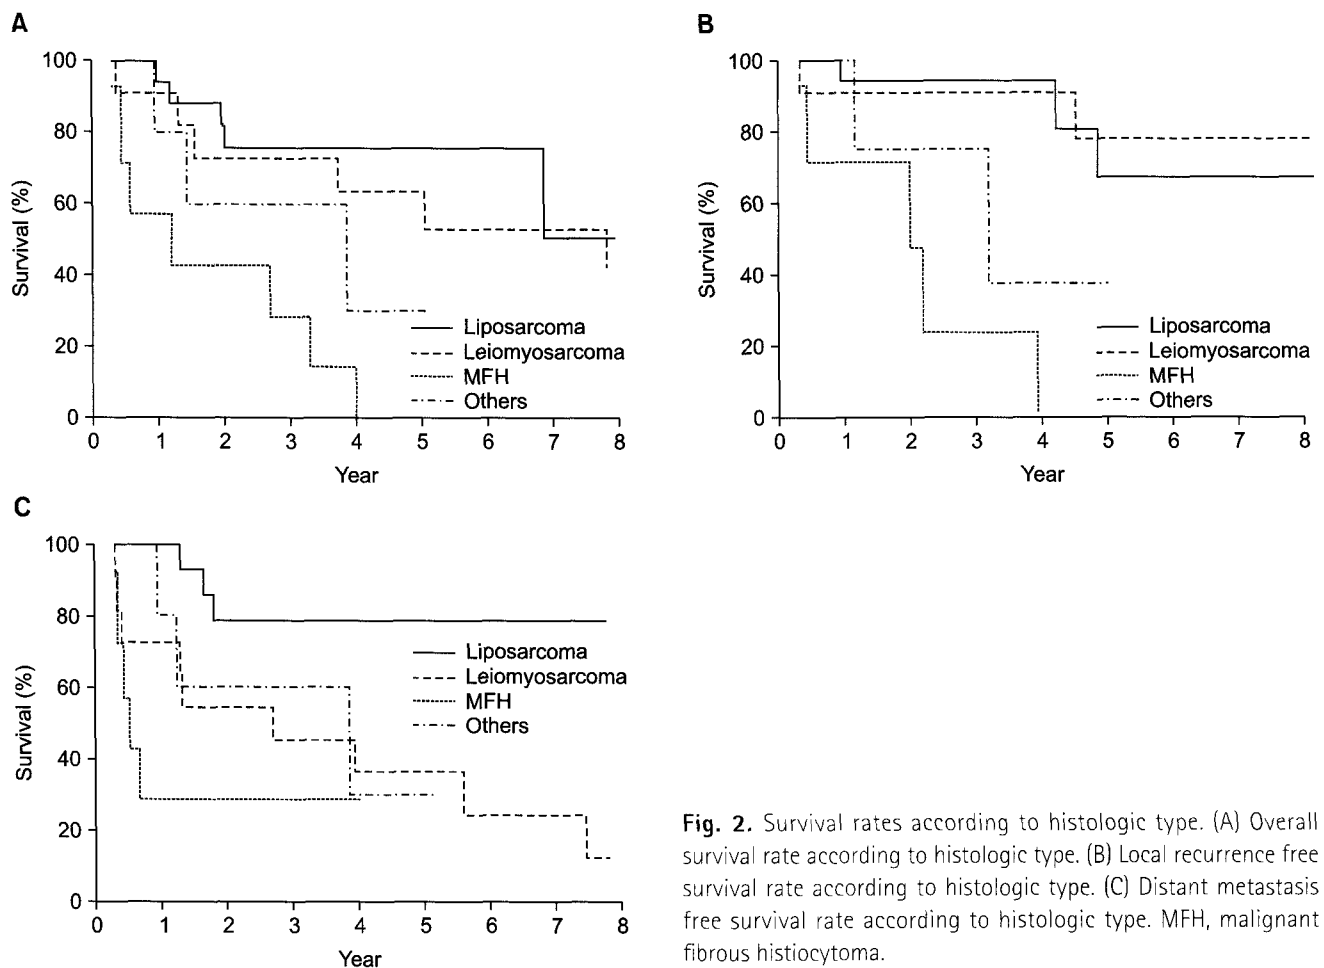 A
100
80
60
40
20
0
Survival (%)
0 1 2 3 4 5 6 7 8
Year
Liposarcoma
Leiomyosarcoma
MFH
Others
B
100
80
60
40
20
0
Survival (%)
0 1 2 3 4 5 6 7 8
Year
Liposarcoma
Leiomyosarcoma
MFH
Others
C
100
80
60
40
20
0
Survival (%)
0 1 2 3 4 5 6 7 8
Year
Liposarcoma
Leiomyosarcoma
MFH
Others
Fig. 2. Survival rates according to histologic type. (A) Overall
survival rate according to histologic type. (B) Local recurrence free
survival rate according to histologic type. (C) Distant metastasis
free survival rate according to histologic type. MFH, malignant
fibrous histiocytoma.